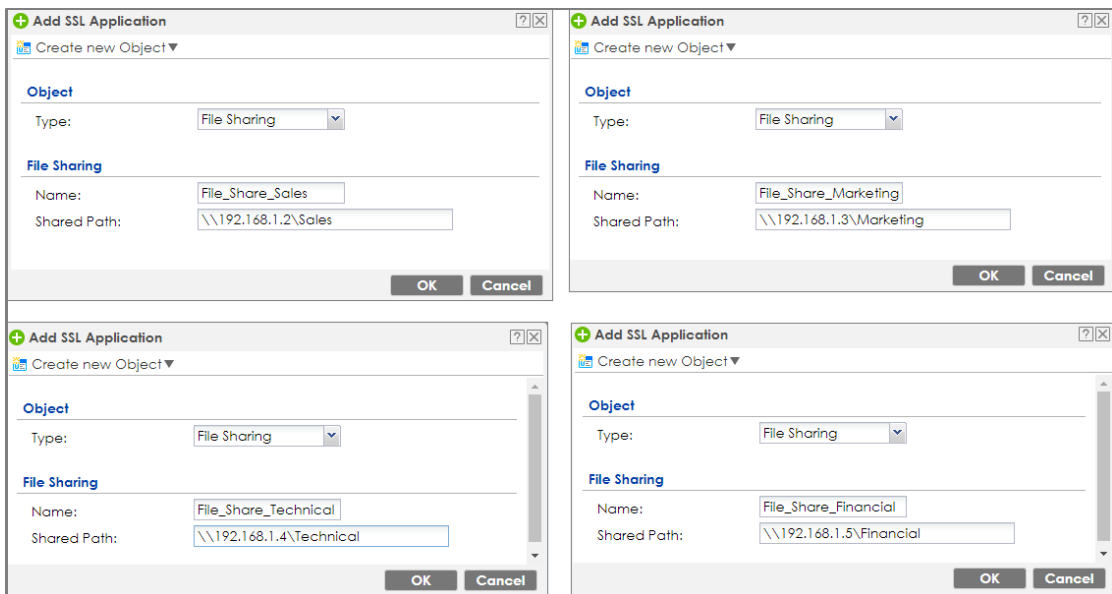 Add SSL Application
Create new Object
Object
Type: File Sharing
File Sharing
Name: File_Share_Sales
Shared Path: \\192.168.1.2\Sales
OK Cancel
Add SSL Application
Create new Object
Object
Type: File Sharing
File Sharing
Name: File_Share_Marketing
Shared Path: \\192.168.1.3\Marketing
OK Cancel
Add SSL Application
Create new Object
Object
Type: File Sharing
File Sharing
Name: File_Share_Technical
Shared Path: \\192.168.1.4\Technical
OK Cancel
Add SSL Application
Create new Object
Object
Type: File Sharing
File Sharing
Name: File_Share_Financial
Shared Path: \\192.168.1.5\Financial
OK Cancel